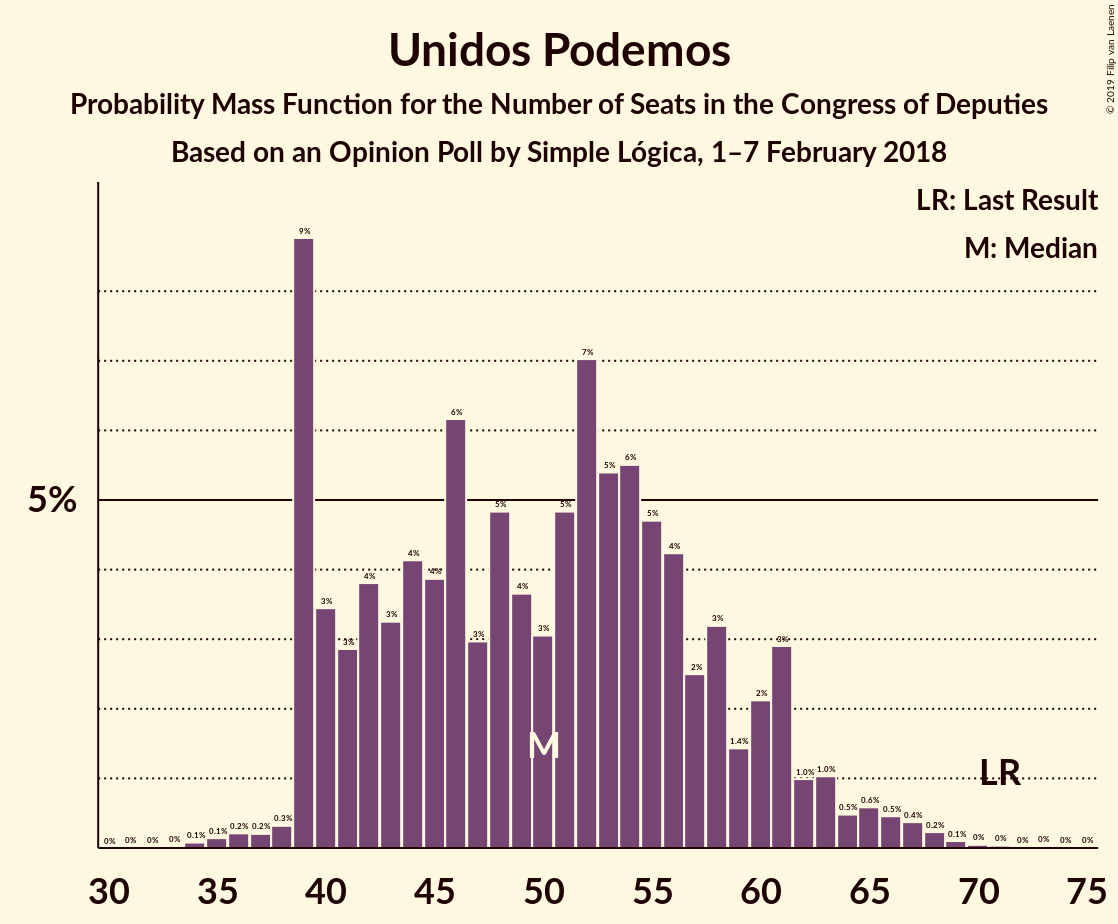 Unidos Podemos
Probability Mass Function for the Number of Seats in the Congress of Deputies
Based on an Opinion Poll by Simple Lógica, 1–7 February 2018
© 2019 Filip van Laenen
LR: Last Result
M: Median
5%
0% 0% 0% 0% 0.1% 0.1% 0.2% 0.2% 0.3% 9% 3% 3% 4% 3% 4% 4% 6% 3% 5% 4% 3% 5% 7% 5% 6% 5% 4% 2% 3% 1.4% 2% 3% 1.0% 1.0% 0.5% 0.6% 0.5% 0.4% 0.2% 0.1% 0% 0% 0% 0% 0% 0%
M
LR
30 35 40 45 50 55 60 65 70 75